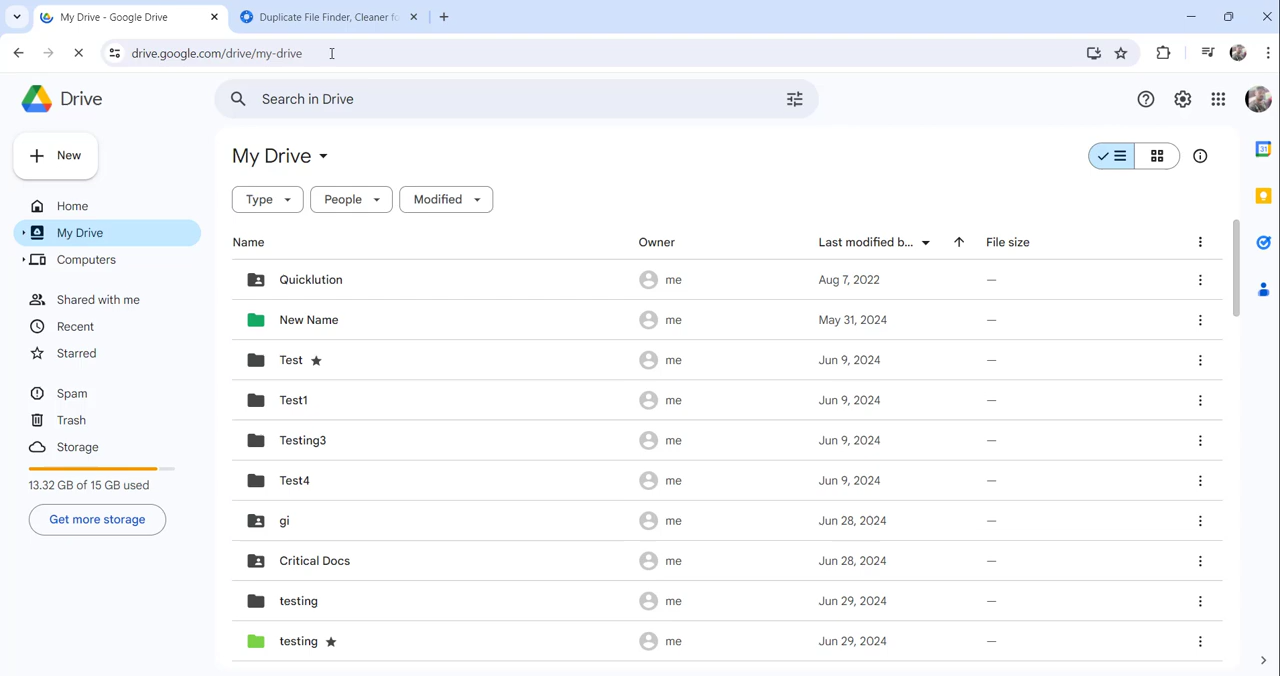 My Drive - Google Drive
Duplicate File Finder, Cleaner fo
drive.google.com/drive/my-drive
Drive
Search in Drive
New
My Drive
Type
People
Modified
Home
My Drive
Computers
Shared with me
Recent
Starred
Spam
Trash
Storage
13.32 GB of 15 GB used
Get more storage
Name Owner Last modified b... File size
Quicklution me Aug 7, 2022 —
New Name me May 31, 2024 —
Test me Jun 9, 2024 —
Test1 me Jun 9, 2024 —
Testing3 me Jun 9, 2024 —
Test4 me Jun 9, 2024 —
gi me Jun 28, 2024 —
Critical Docs me Jun 28, 2024 —
testing me Jun 29, 2024 —
testing me Jun 29, 2024 —
31